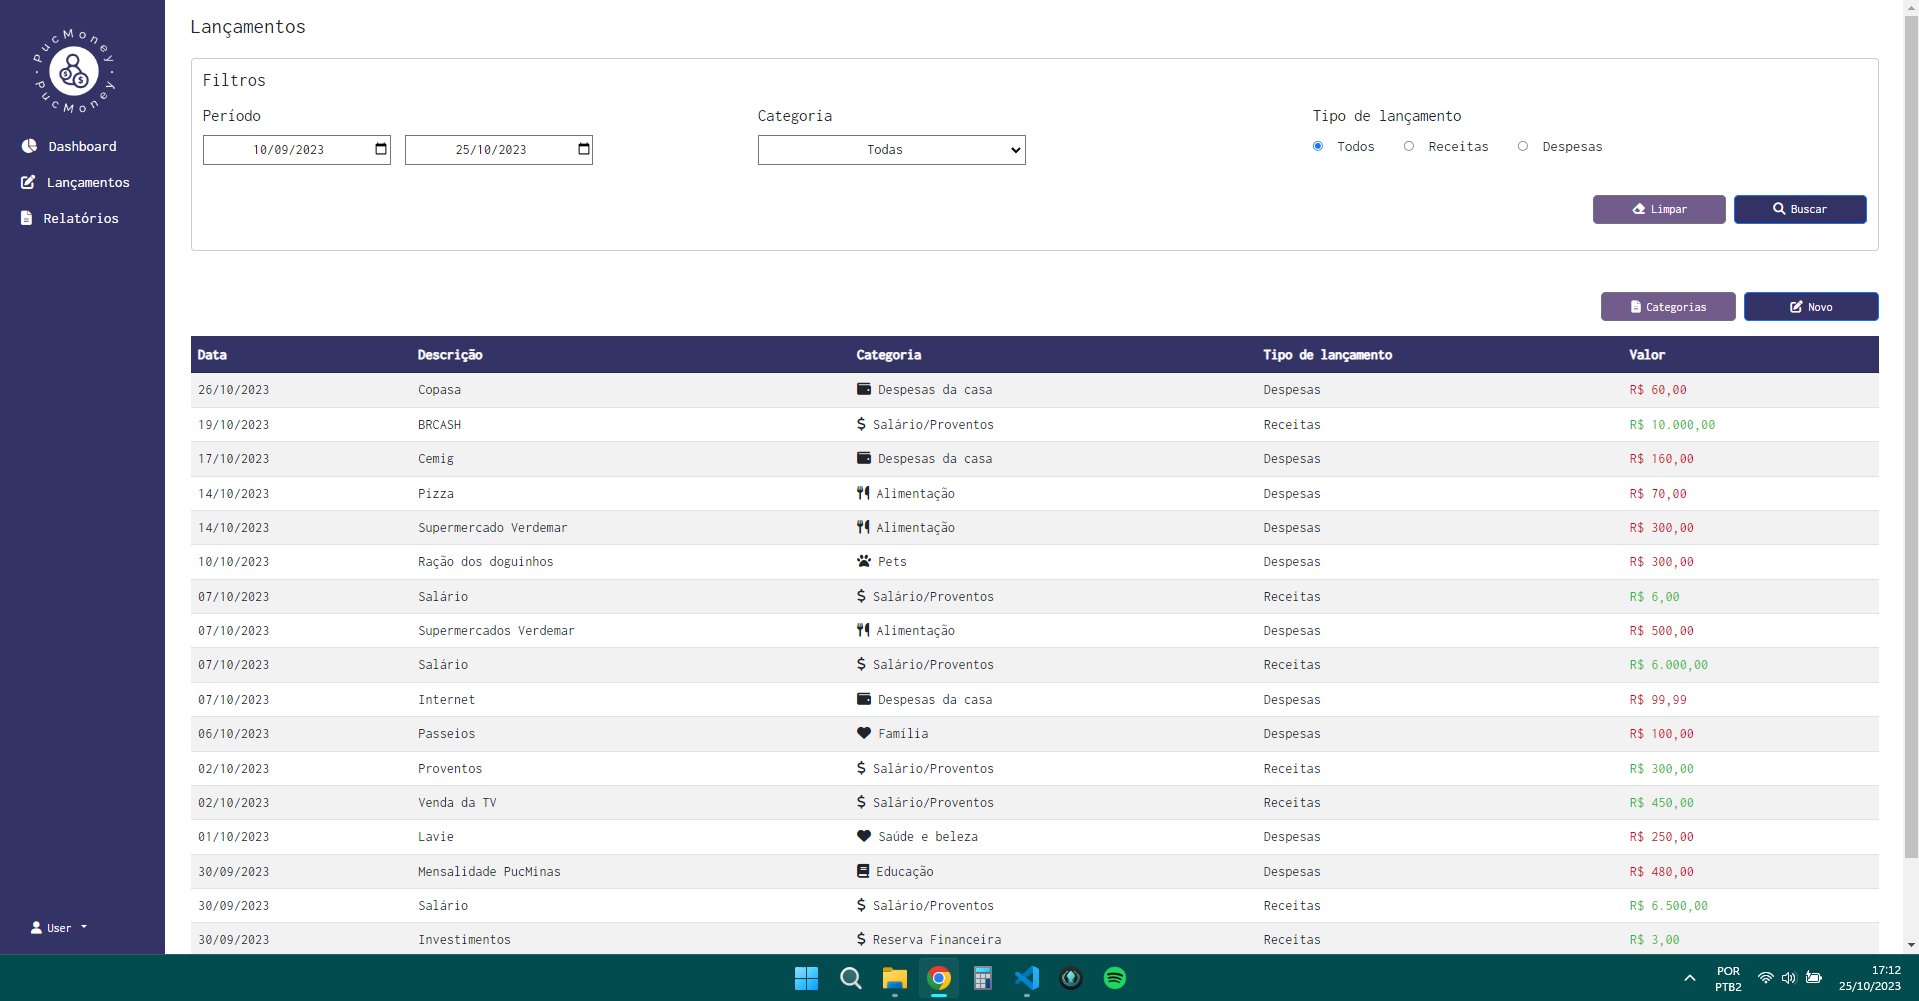 PucMoney
PucMoney
Dashboard
Lançamentos
Relatórios
User
Lançamentos
Filtros
Período
Categoria
Tipo de lançamento
10/09/2023
25/10/2023
Todas
Todos
Receitas
Despesas
Limpar
Buscar
Categorias
Novo
Data Descrição Categoria Tipo de lançamento Valor
26/10/2023 Copasa Despesas da casa Despesas R$ 60,00
19/10/2023 BRCASH $ Salário/Proventos Receitas R$ 10.000,00
17/10/2023 Cemig Despesas da casa Despesas R$ 160,00
14/10/2023 Pizza Alimentação Despesas R$ 70,00
14/10/2023 Supermercado Verdemar Alimentação Despesas R$ 300,00
10/10/2023 Ração dos doguinhos Pets Despesas R$ 300,00
07/10/2023 Salário $ Salário/Proventos Receitas R$ 6,00
07/10/2023 Supermercados Verdemar Alimentação Despesas R$ 500,00
07/10/2023 Salário $ Salário/Proventos Receitas R$ 6.000,00
07/10/2023 Internet Despesas da casa Despesas R$ 99,99
06/10/2023 Passeios Família Despesas R$ 100,00
02/10/2023 Proventos $ Salário/Proventos Receitas R$ 300,00
02/10/2023 Venda da TV $ Salário/Proventos Receitas R$ 450,00
01/10/2023 Lavie Saúde e beleza Despesas R$ 250,00
30/09/2023 Mensalidade PucMinas Educação Despesas R$ 480,00
30/09/2023 Salário $ Salário/Proventos Receitas R$ 6.500,00
30/09/2023 Investimentos $ Reserva Financeira Receitas R$ 3,00
POR
PTB2
17:12
25/10/2023